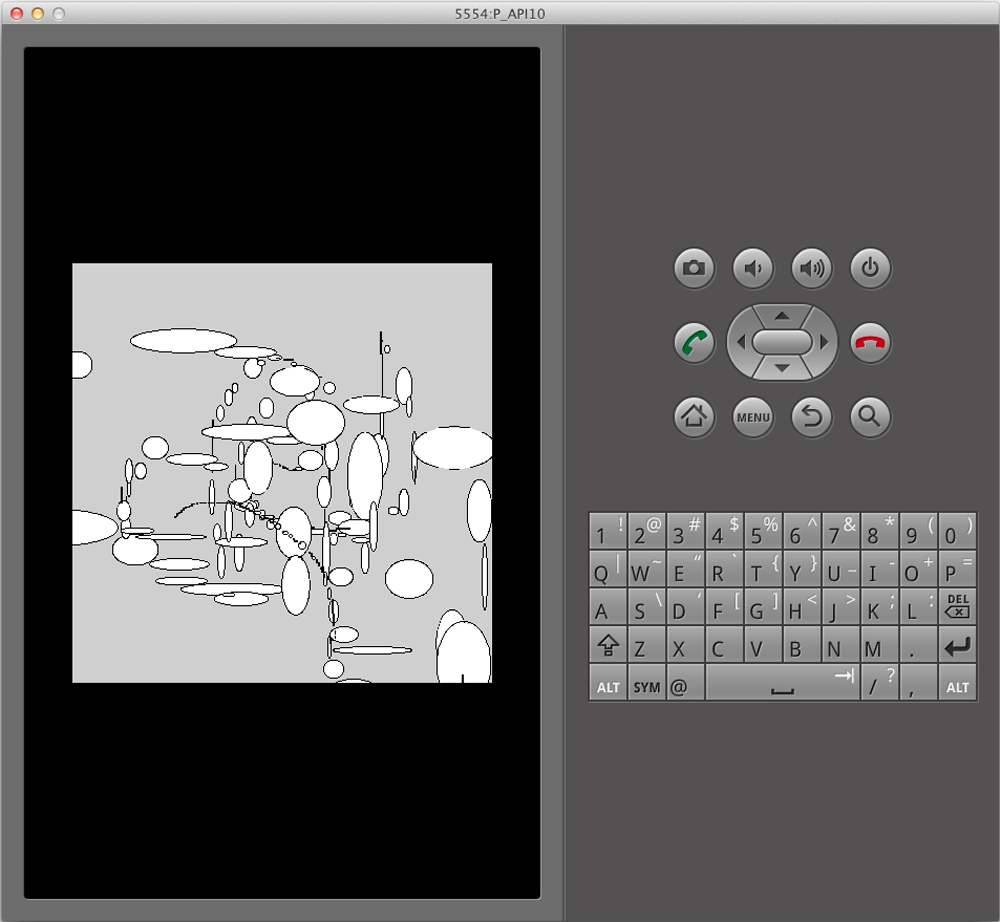 5554:P_API10
MENU
1 ! 2 @ 3 # 4 $ 5 % 6 ^ 7 & 8 * 9 ( 0 )
Q | W ~ E “ R ` T { Y } U _ I - O + P =
A S \ D ' F [ G ] H < J > K ; L : DEL
Z X C V B N M .
ALT SYM @ / ? , ALT